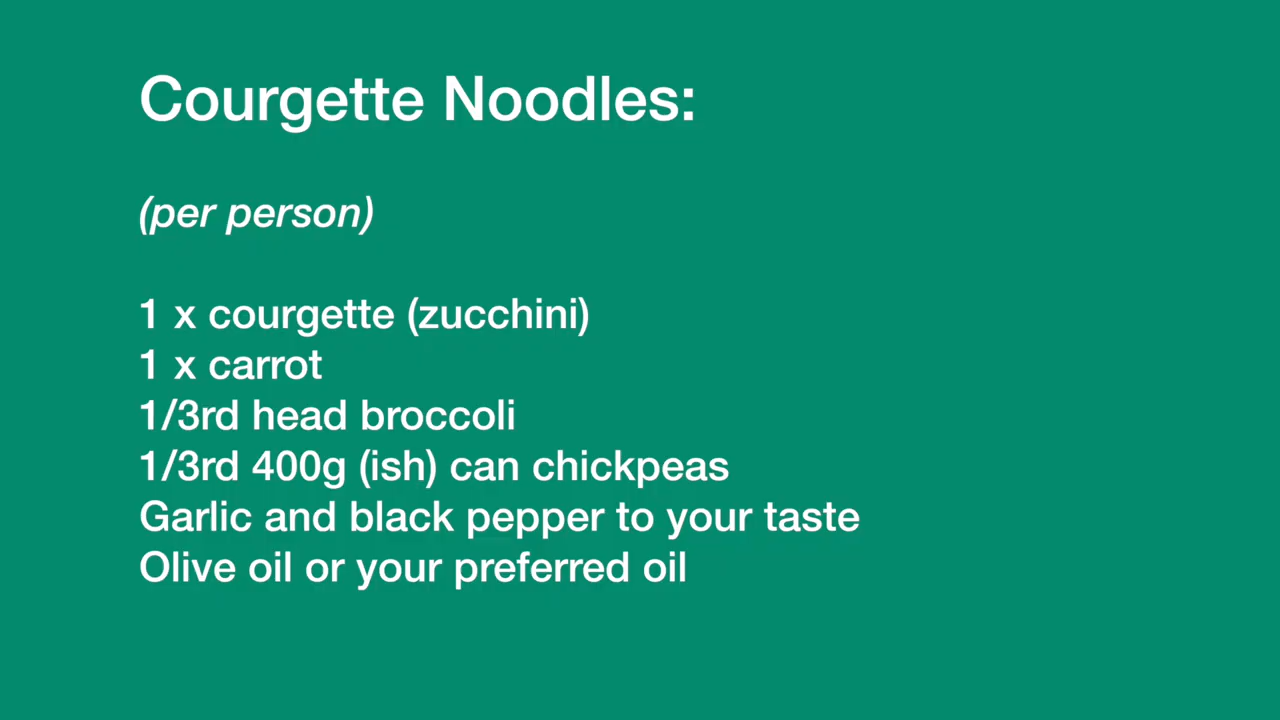 Courgette Noodles:
(per person)
1 x courgette (zucchini)
1 x carrot
1/3rd head broccoli
1/3rd 400g (ish) can chickpeas
Garlic and black pepper to your taste
Olive oil or your preferred oil